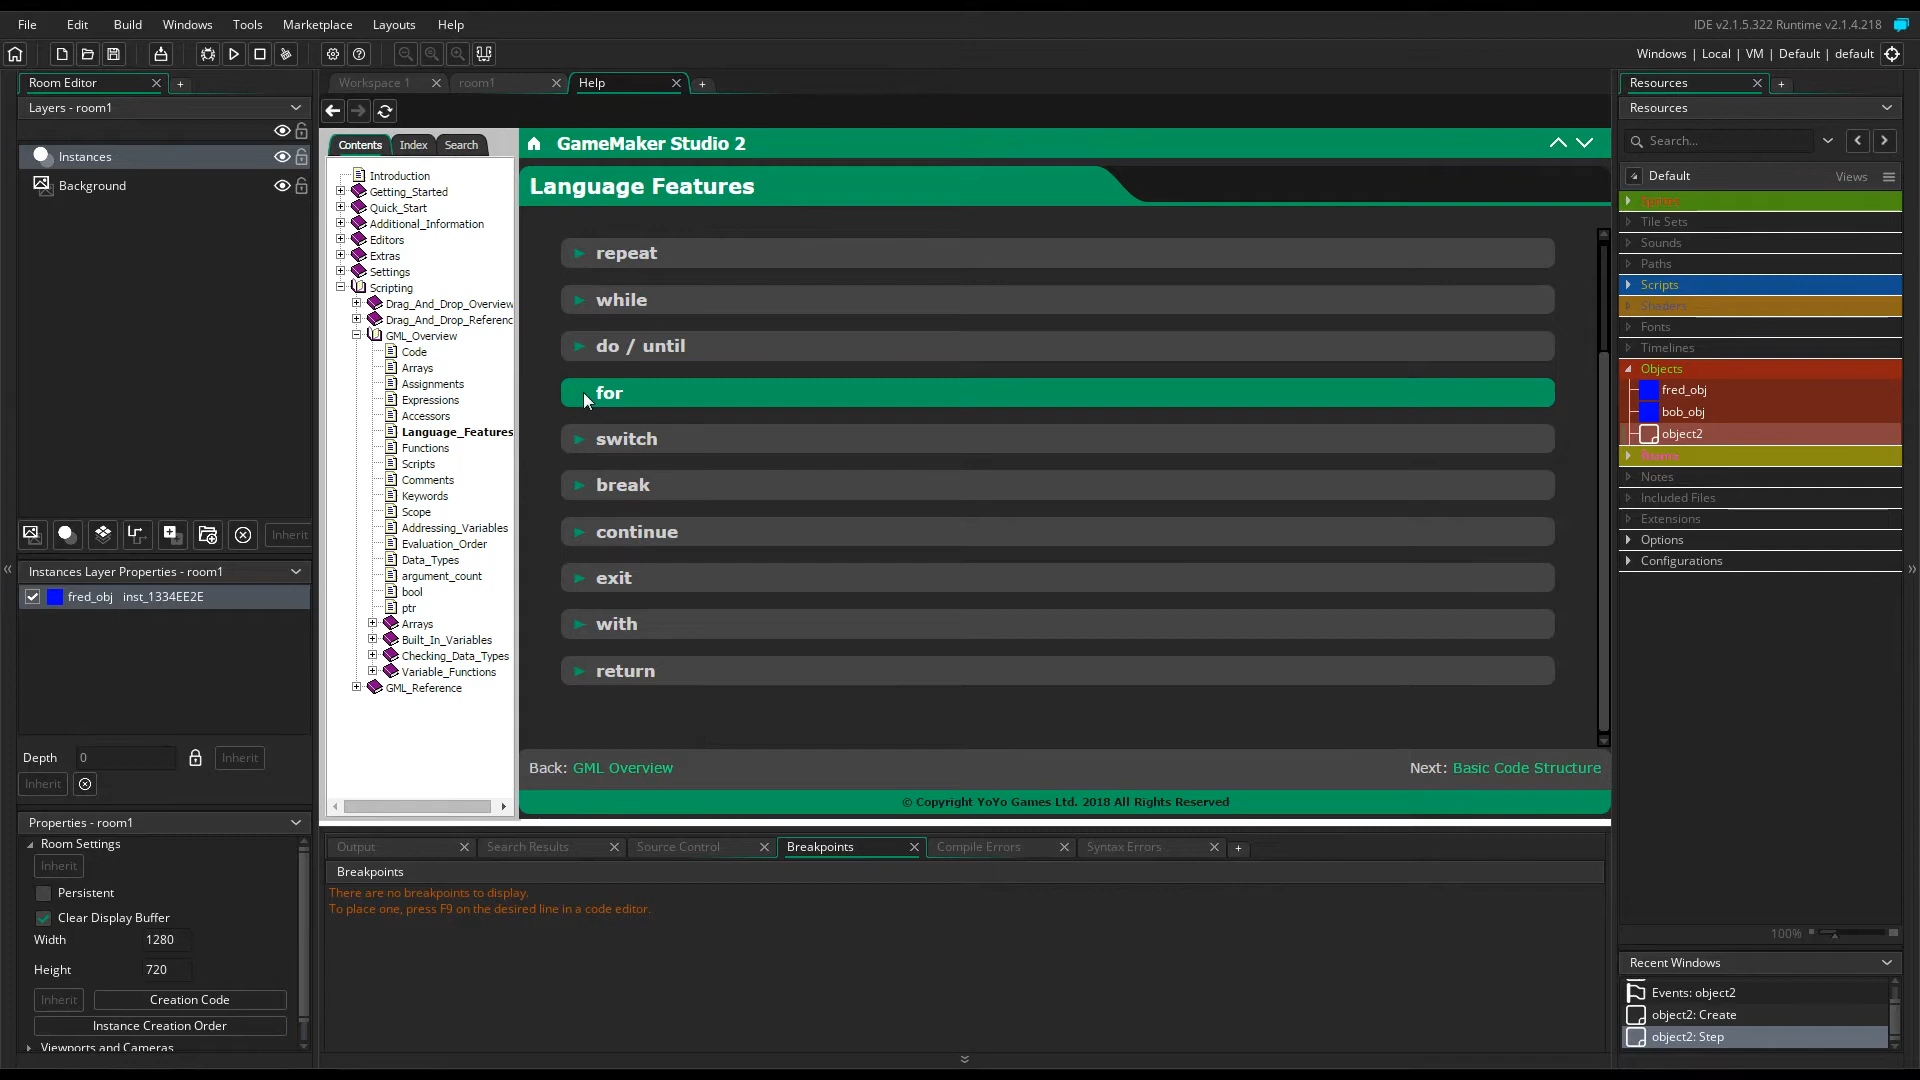 File Edit Build Windows Tools Marketplace Layouts Help IDE v2.1.5.322 Runtime v2.1.4.218
Windows | Local | VM | Default | default
Room Editor
Workspace 1
room1
Help
Resources
Layers - room1
Resources
Instances
Background
Contents Index Search
GameMaker Studio 2
Search...
Default Views
Language Features
Introduction
Getting_Started
Quick_Start
Additional_Information
Editors
Extras
Settings
Scripting
Drag_And_Drop_Overview
Drag_And_Drop_Referenc
GML_Overview
Code
Arrays
Assignments
Expressions
Accessors
Language_Features
Functions
Scripts
Comments
Keywords
Scope
Addressing_Variables
Evaluation_Order
Data_Types
argument_count
bool
ptr
Arrays
Built_In_Variables
Checking_Data_Types
Variable_Functions
GML_Reference
repeat
while
do / until
for
switch
break
continue
exit
with
return
Back: GML Overview
Next: Basic Code Structure
© Copyright YoYo Games Ltd. 2018 All Rights Reserved
Sprites
Tile Sets
Sounds
Paths
Scripts
Shaders
Fonts
Timelines
Objects
fred_obj
bob_obj
object2
Rooms
Notes
Included Files
Extensions
Options
Configurations
Inherit
Instances Layer Properties - room1
fred_obj inst_1334EE2E
Depth 0 Inherit
Inherit
Properties - room1
Room Settings
Inherit
Persistent
Clear Display Buffer
Width 1280
Height 720
Inherit Creation Code
Instance Creation Order
Viewports and Cameras
Output
Search Results
Source Control
Breakpoints
Compile Errors
Syntax Errors
Breakpoints
There are no breakpoints to display.
To place one, press F9 on the desired line in a code editor.
100%
Recent Windows
Events: object2
object2: Create
object2: Step